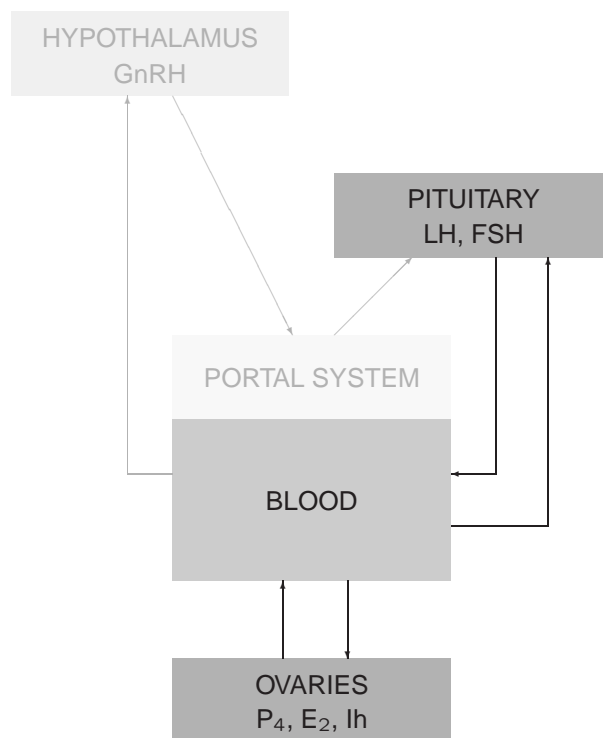 HYPOTHALAMUS
GnRH
PITUITARY
LH, FSH
PORTAL SYSTEM
BLOOD
OVARIES
P₄, E₂, Ih